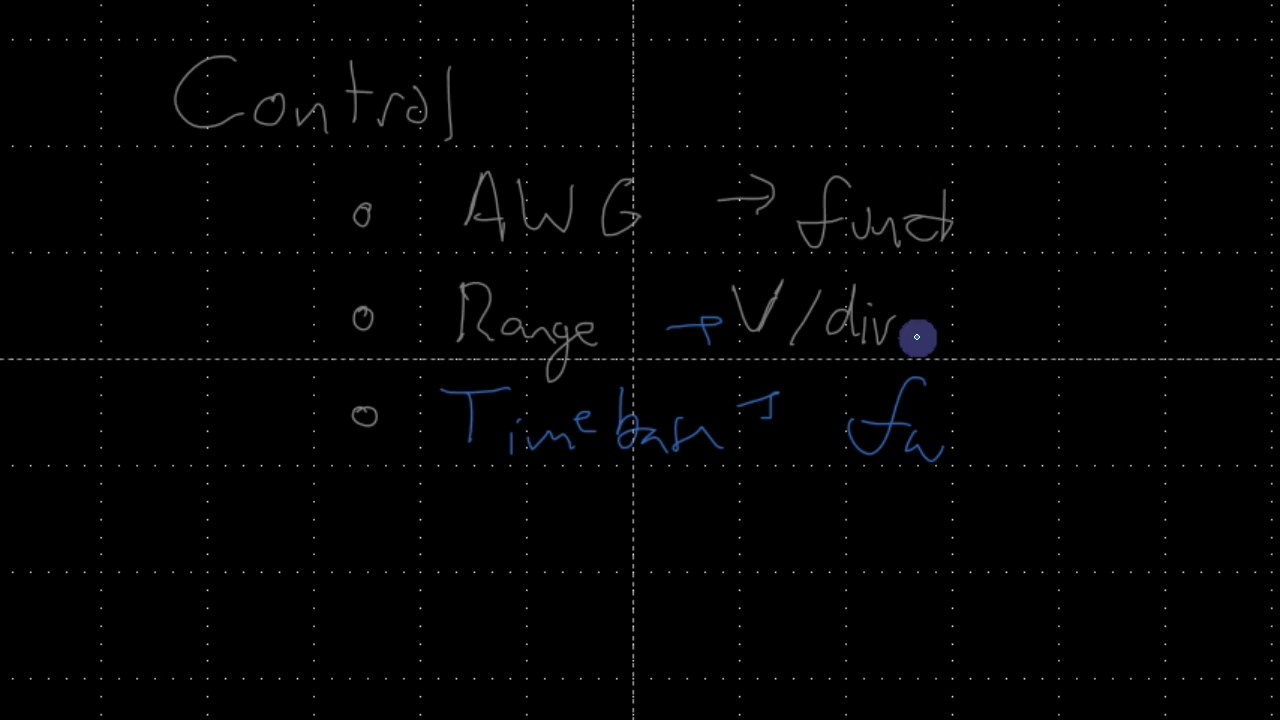 Control
AWG → funct
Range → V/div
Timebase → fw